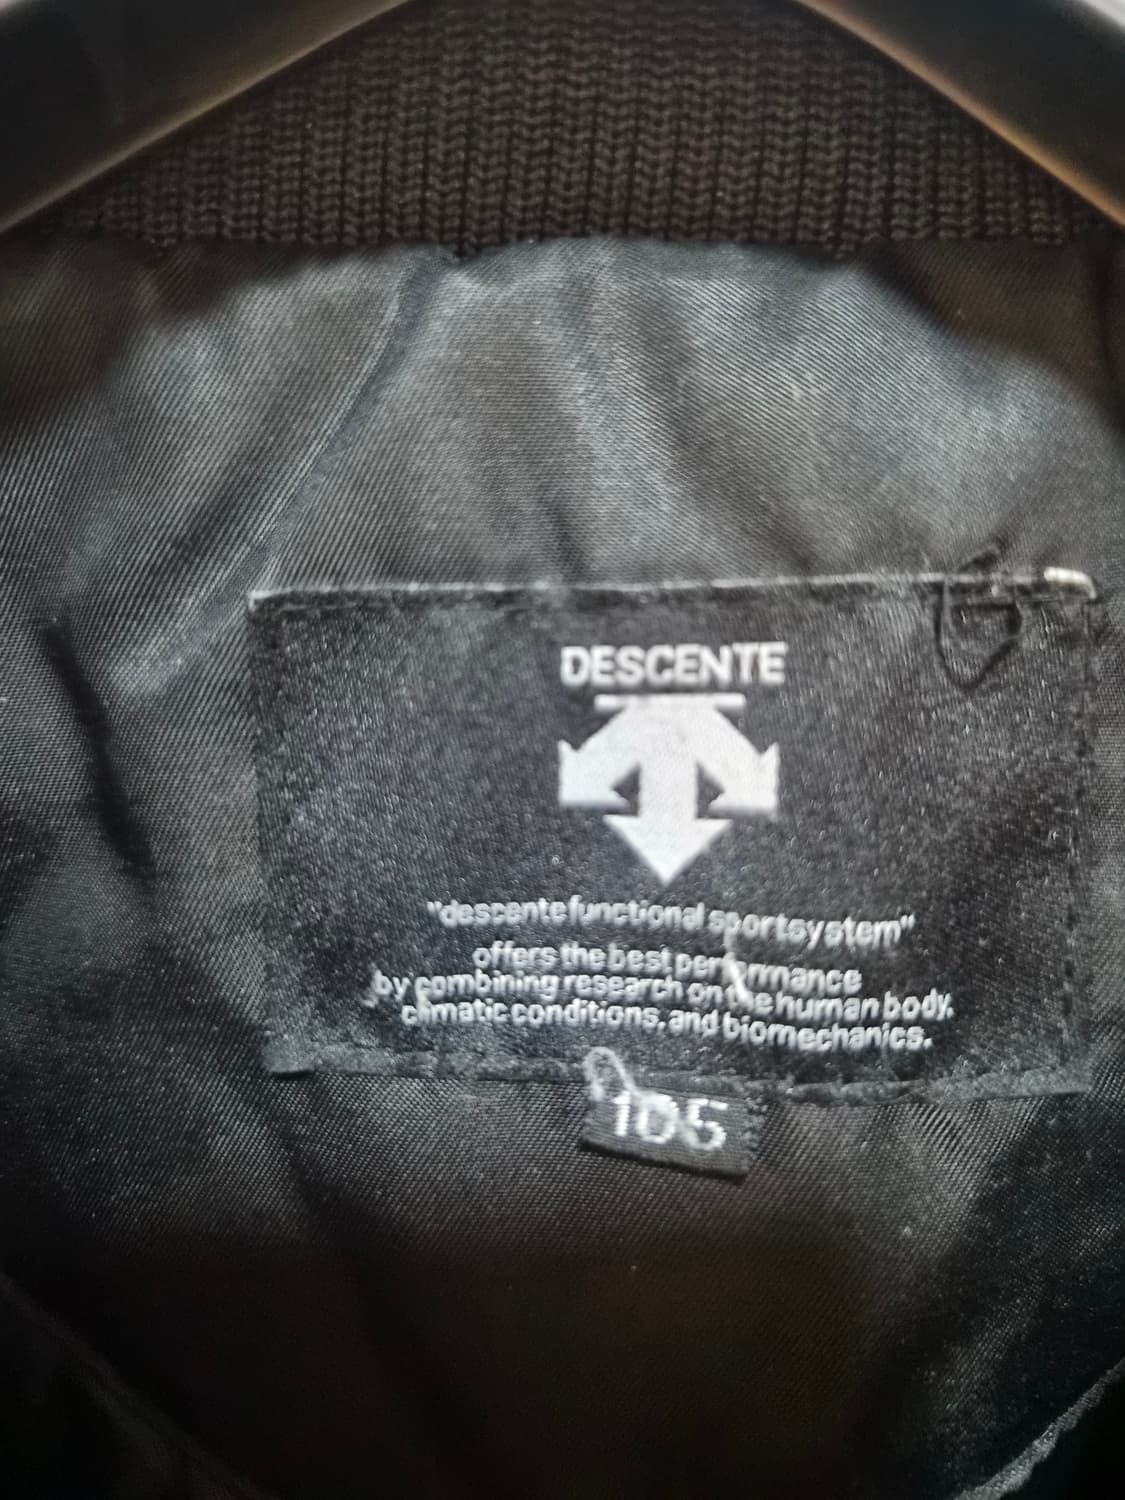 DESCENTE
"descente functional sportsystem"
offers the best performance
by combining research on the human body,
climatic conditions, and biomechanics.
105